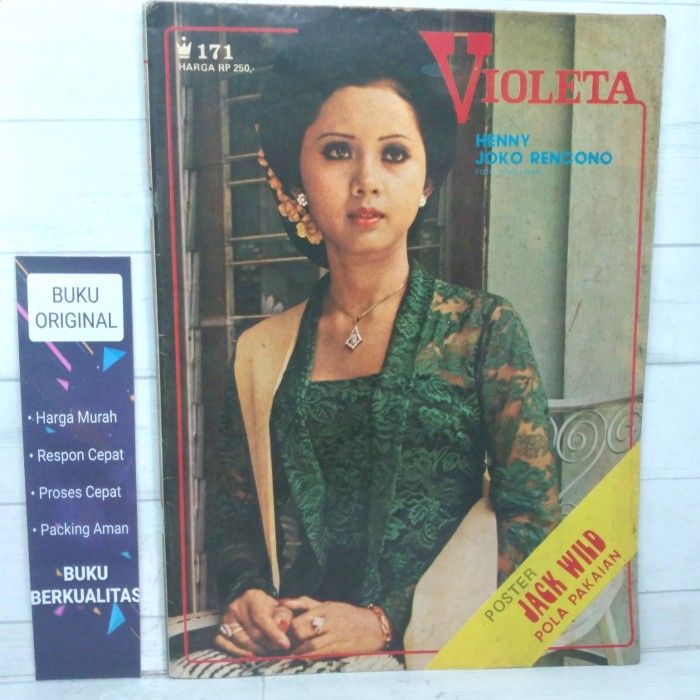 171
HARGA RP 250,-
VIOLETA
HENNY
JOKO RENCONO
BUKU
ORIGINAL
• Harga Murah
• Respon Cepat
• Proses Cepat
• Packing Aman
BUKU
BERKUALITAS
POSTER
JACK WILD
POLA PAKAIAN